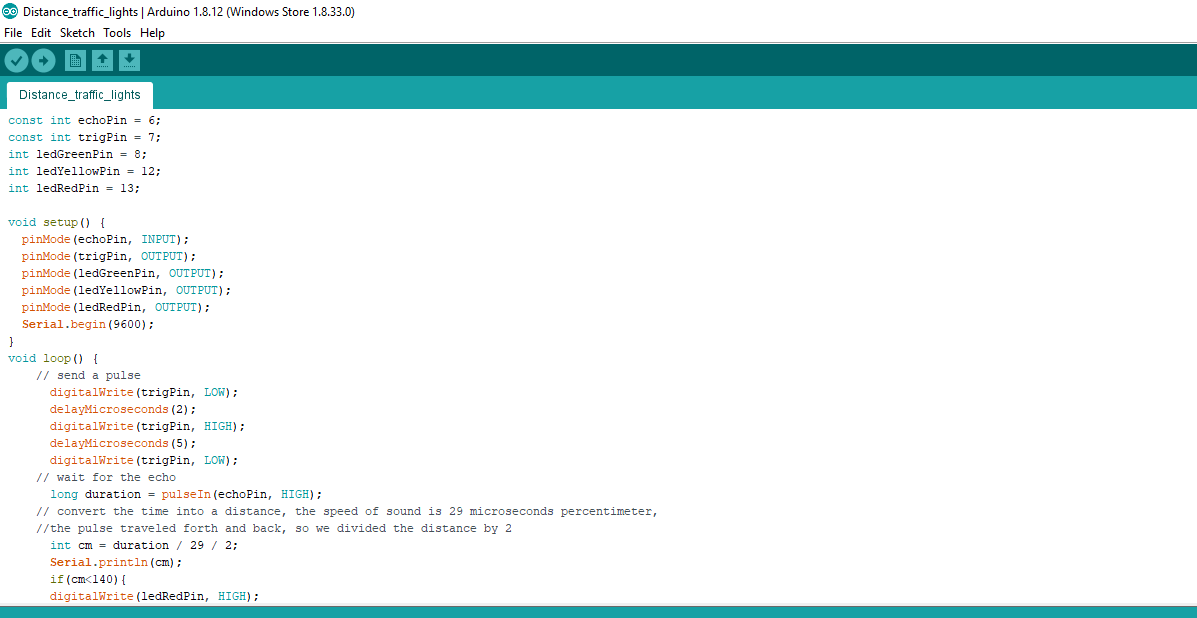 Distance_traffic_lights | Arduino 1.8.12 (Windows Store 1.8.33.0)
File Edit Sketch Tools Help
Distance_traffic_lights
const int echoPin = 6;
const int trigPin = 7;
int ledGreenPin = 8;
int ledYellowPin = 12;
int ledRedPin = 13;

void setup() {
  pinMode(echoPin, INPUT);
  pinMode(trigPin, OUTPUT);
  pinMode(ledGreenPin, OUTPUT);
  pinMode(ledYellowPin, OUTPUT);
  pinMode(ledRedPin, OUTPUT);
  Serial.begin(9600);
}
void loop() {
    // send a pulse
      digitalWrite(trigPin, LOW);
      delayMicroseconds(2);
      digitalWrite(trigPin, HIGH);
      delayMicroseconds(5);
      digitalWrite(trigPin, LOW);
    // wait for the echo
      long duration = pulseIn(echoPin, HIGH);
    // convert the time into a distance, the speed of sound is 29 microseconds percentimeter,
    //the pulse traveled forth and back, so we divided the distance by 2
      int cm = duration / 29 / 2;
      Serial.println(cm);
      if(cm<140){
      digitalWrite(ledRedPin, HIGH);